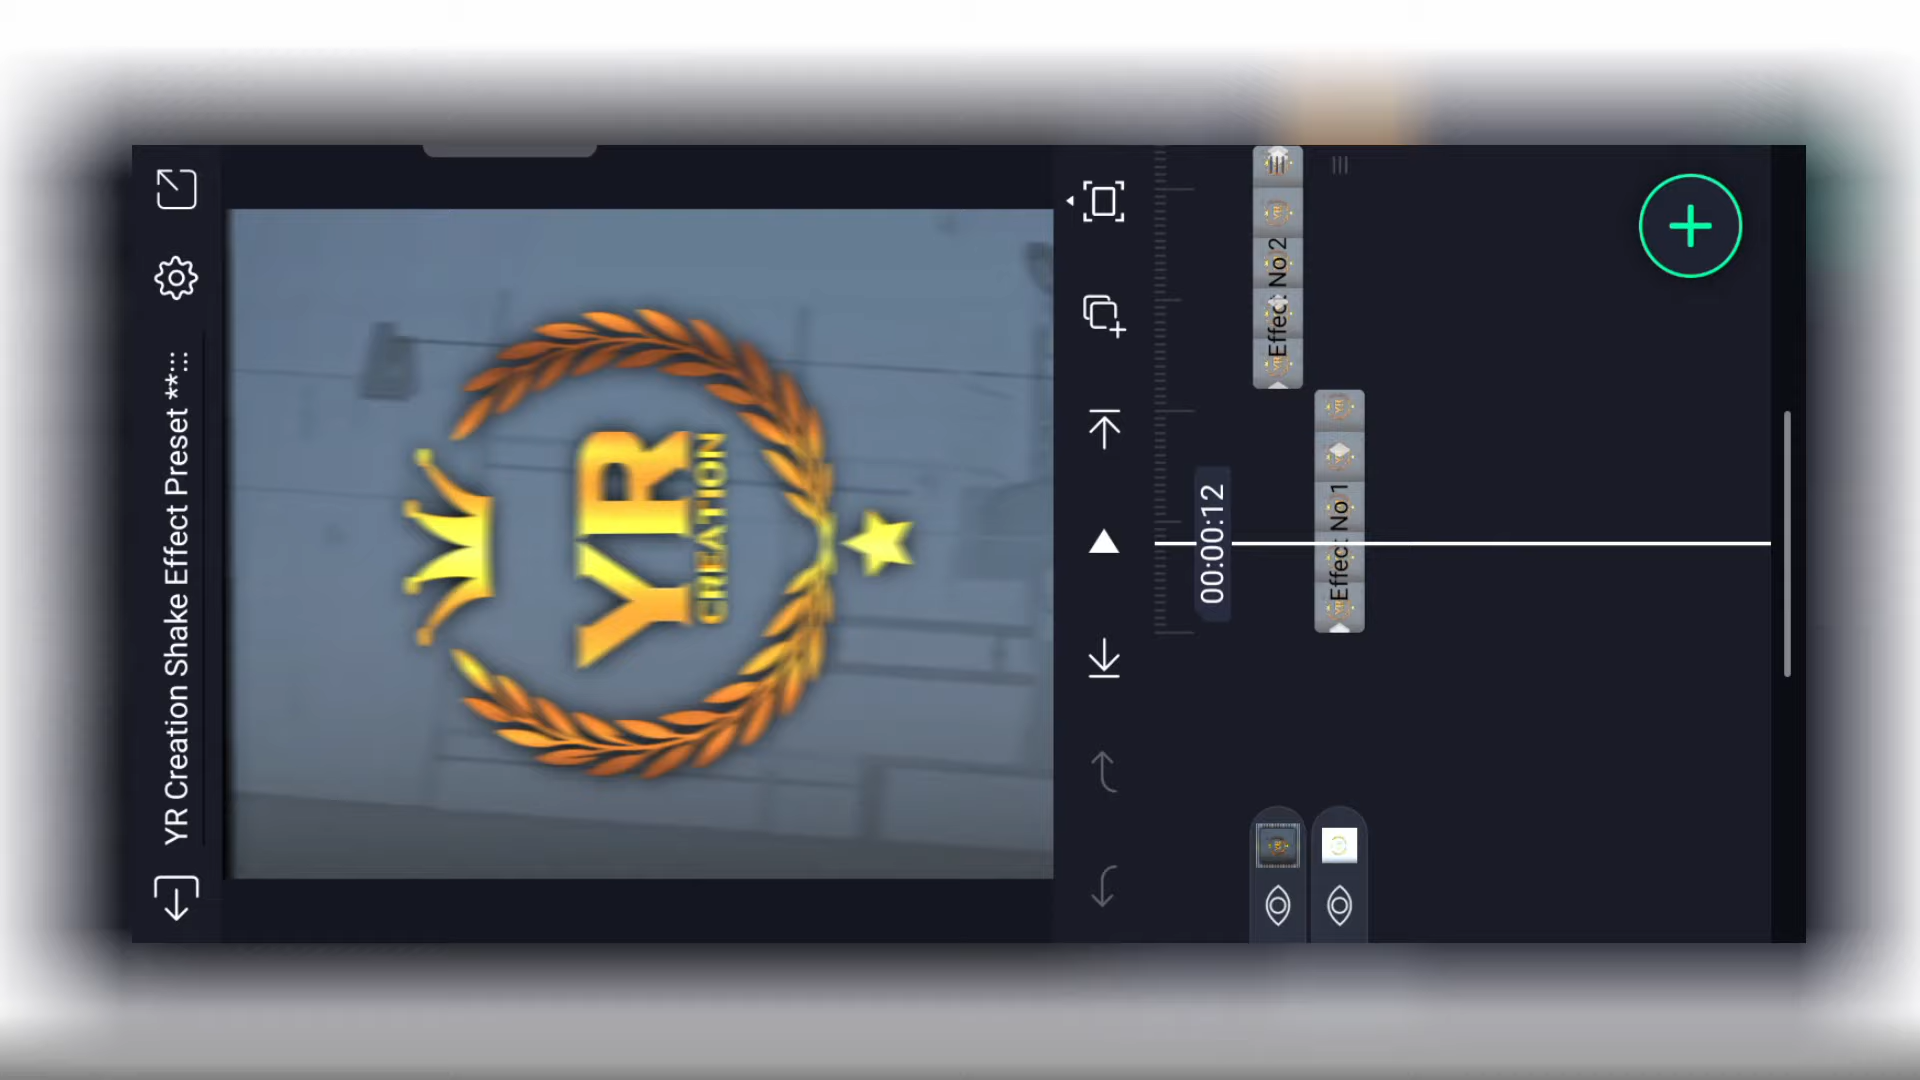 YR Creation Shake Effect Preset **:::
YR
CREATION
00:00:12
Effect No 2
Effect No 1